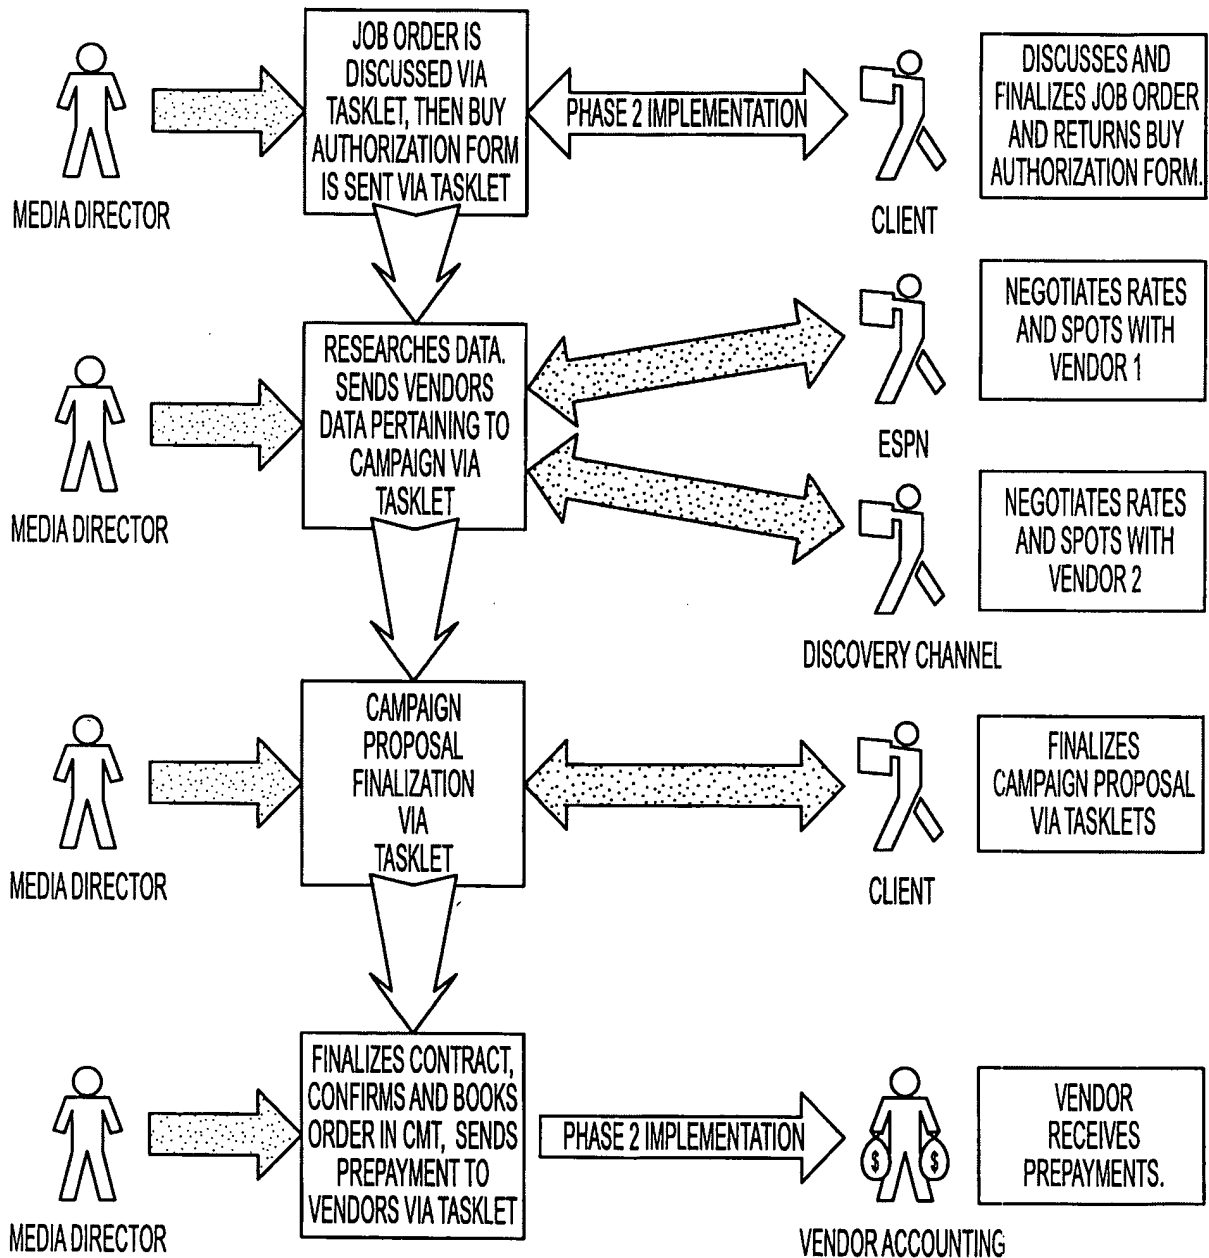 MEDIA DIRECTOR
JOB ORDER IS
DISCUSSED VIA
TASKLET, THEN BUY
AUTHORIZATION FORM
IS SENT VIA TASKLET
PHASE 2 IMPLEMENTATION
CLIENT
DISCUSSES AND
FINALIZES JOB ORDER
AND RETURNS BUY
AUTHORIZATION FORM.
MEDIA DIRECTOR
RESEARCHES DATA.
SENDS VENDORS
DATA PERTAINING TO
CAMPAIGN VIA
TASKLET
ESPN
NEGOTIATES RATES
AND SPOTS WITH
VENDOR 1
DISCOVERY CHANNEL
NEGOTIATES RATES
AND SPOTS WITH
VENDOR 2
MEDIA DIRECTOR
CAMPAIGN
PROPOSAL
FINALIZATION
VIA
TASKLET
CLIENT
FINALIZES
CAMPAIGN PROPOSAL
VIA TASKLETS
MEDIA DIRECTOR
FINALIZES CONTRACT,
CONFIRMS AND BOOKS
ORDER IN CMT, SENDS
PREPAYMENT TO
VENDORS VIA TASKLET
PHASE 2 IMPLEMENTATION
$ $
VENDOR ACCOUNTING
VENDOR
RECEIVES
PREPAYMENTS.